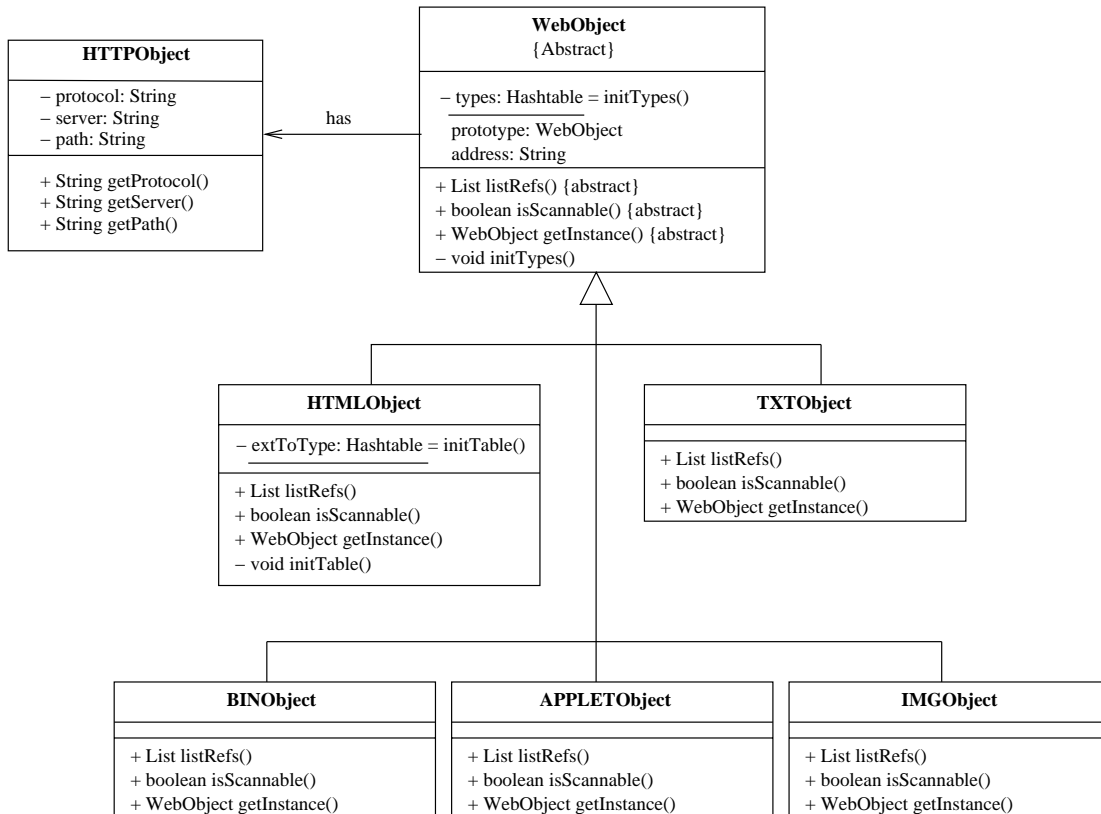 HTTPObject
– protocol: String
– server: String
– path: String
+ String getProtocol()
+ String getServer()
+ String getPath()
has
WebObject
{Abstract}
– types: Hashtable = initTypes()
prototype: WebObject
address: String
+ List listRefs() {abstract}
+ boolean isScannable() {abstract}
+ WebObject getInstance() {abstract}
– void initTypes()
HTMLObject
– extToType: Hashtable = initTable()
+ List listRefs()
+ boolean isScannable()
+ WebObject getInstance()
– void initTable()
TXTObject
+ List listRefs()
+ boolean isScannable()
+ WebObject getInstance()
BINObject
+ List listRefs()
+ boolean isScannable()
+ WebObject getInstance()
APPLETObject
+ List listRefs()
+ boolean isScannable()
+ WebObject getInstance()
IMGObject
+ List listRefs()
+ boolean isScannable()
+ WebObject getInstance()